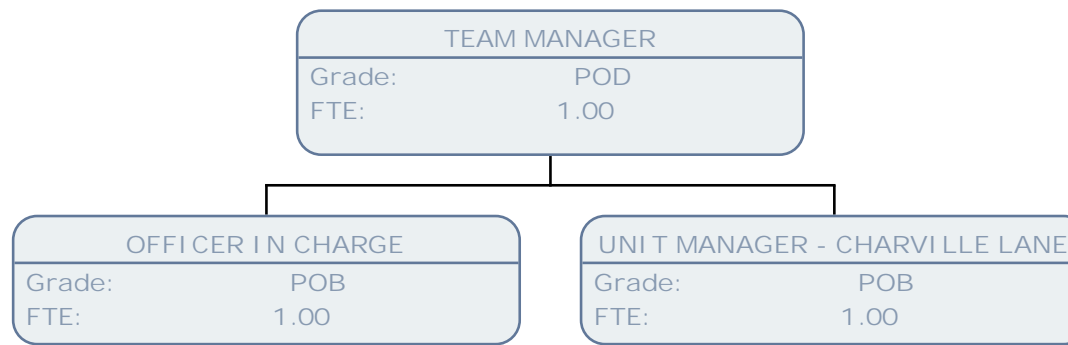 TEAM MANAGER
Grade: POD
FTE: 1.00
OFFICER IN CHARGE
Grade: POB
FTE: 1.00
UNIT MANAGER - CHARVILLE LANE
Grade: POB
FTE: 1.00